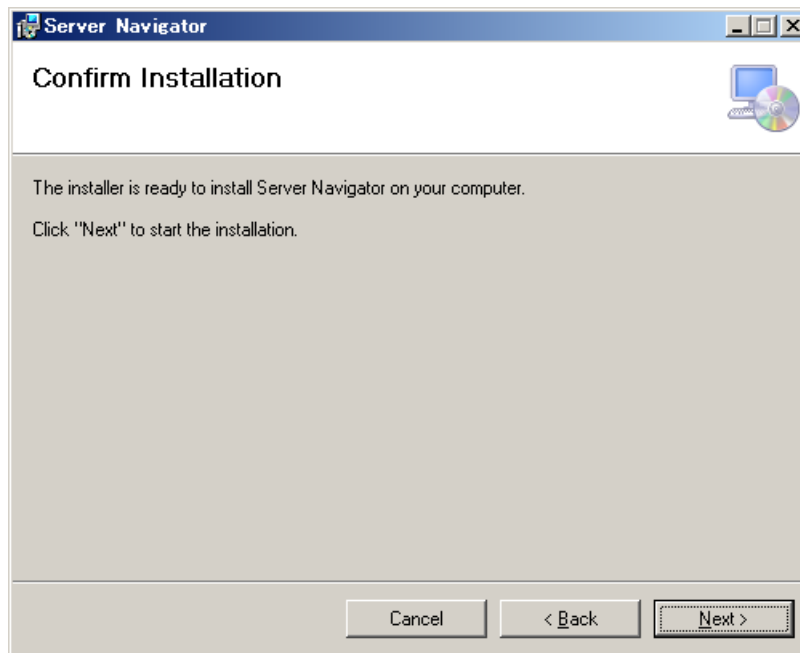 Server Navigator
Confirm Installation
The installer is ready to install Server Navigator on your computer.
Click "Next" to start the installation.
Cancel
< Back
Next >